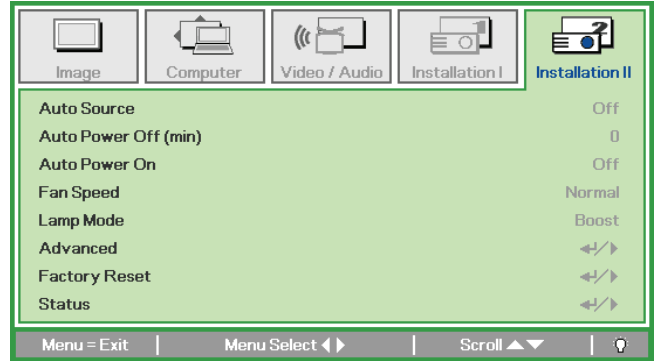 Image Computer Video / Audio Installation I Installation II
Auto Source Off
Auto Power Off (min) 0
Auto Power On Off
Fan Speed Normal
Lamp Mode Boost
Advanced
Factory Reset
Status
Menu = Exit Menu Select Scroll